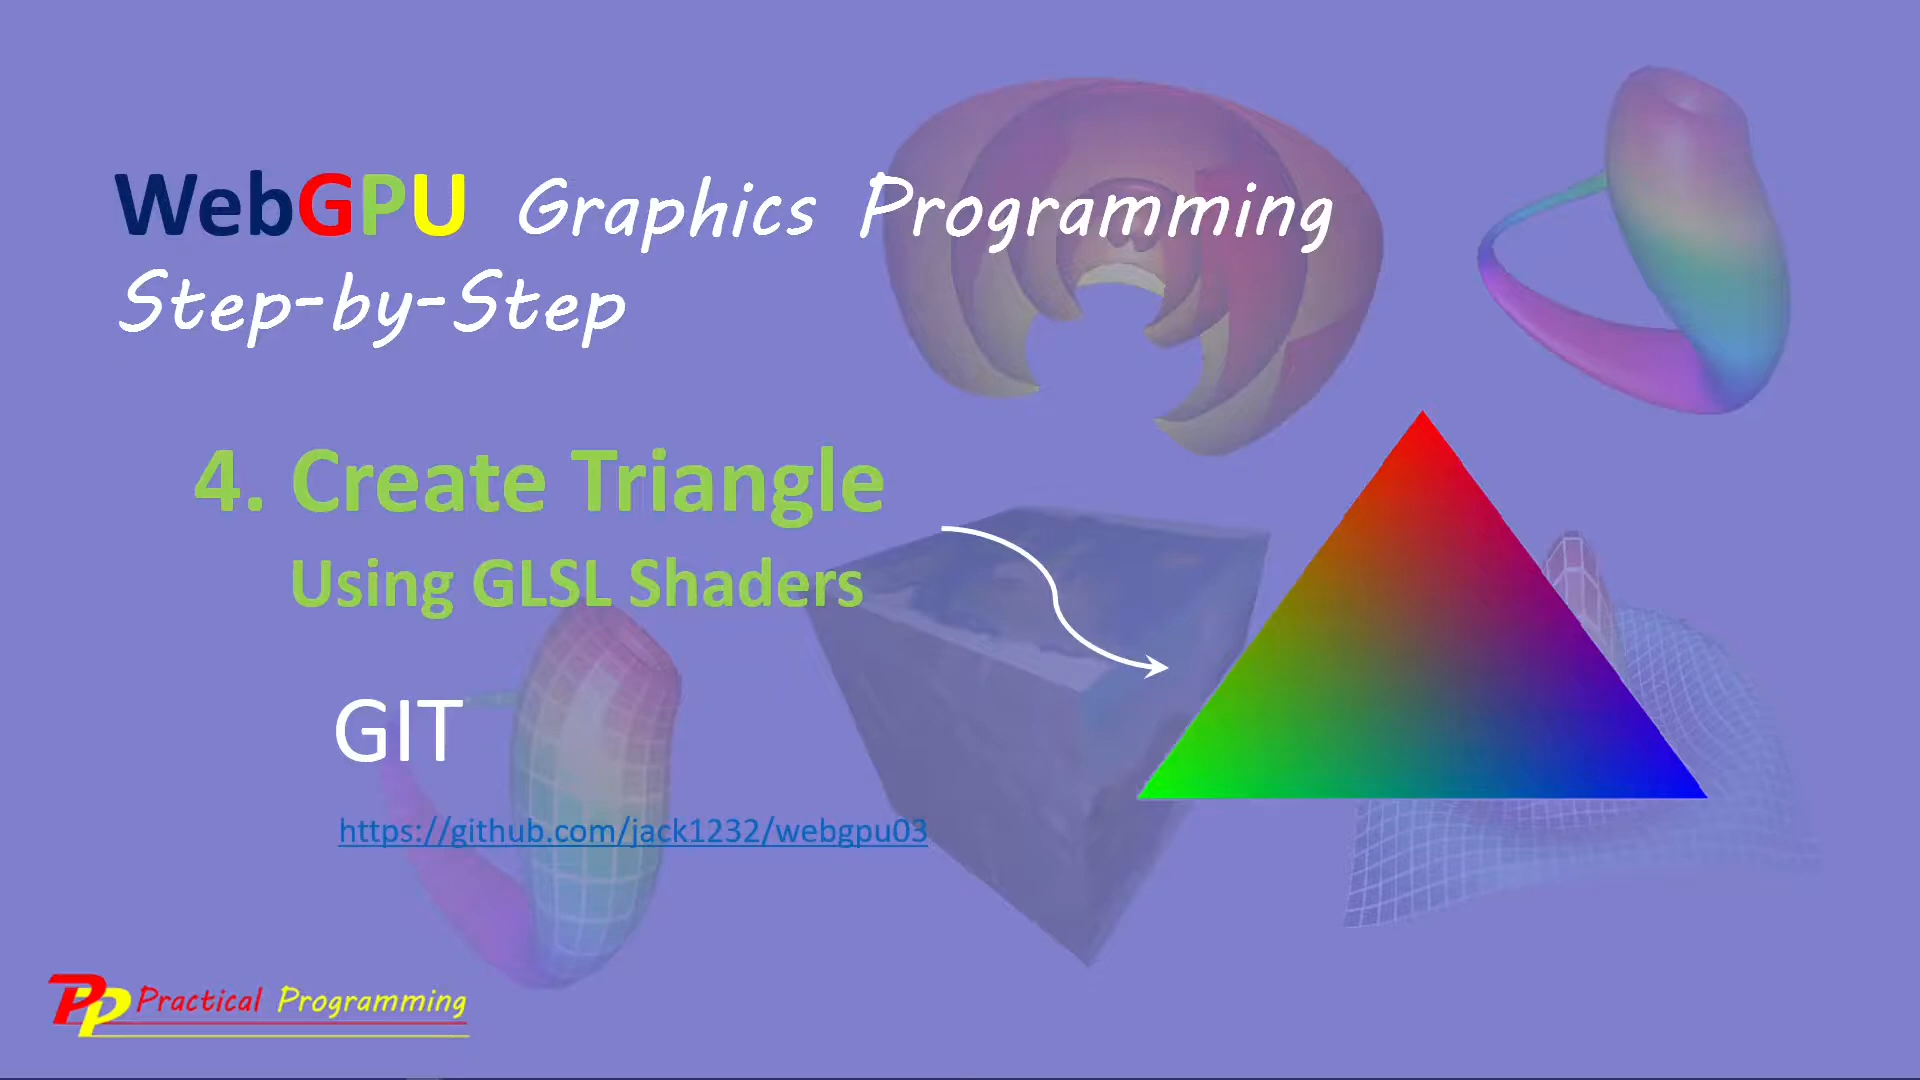 WebGPU Graphics Programming
Step-by-Step
4. Create Triangle
Using GLSL Shaders
GIT
https://github.com/jack1232/webgpu03
PP Practical Programming